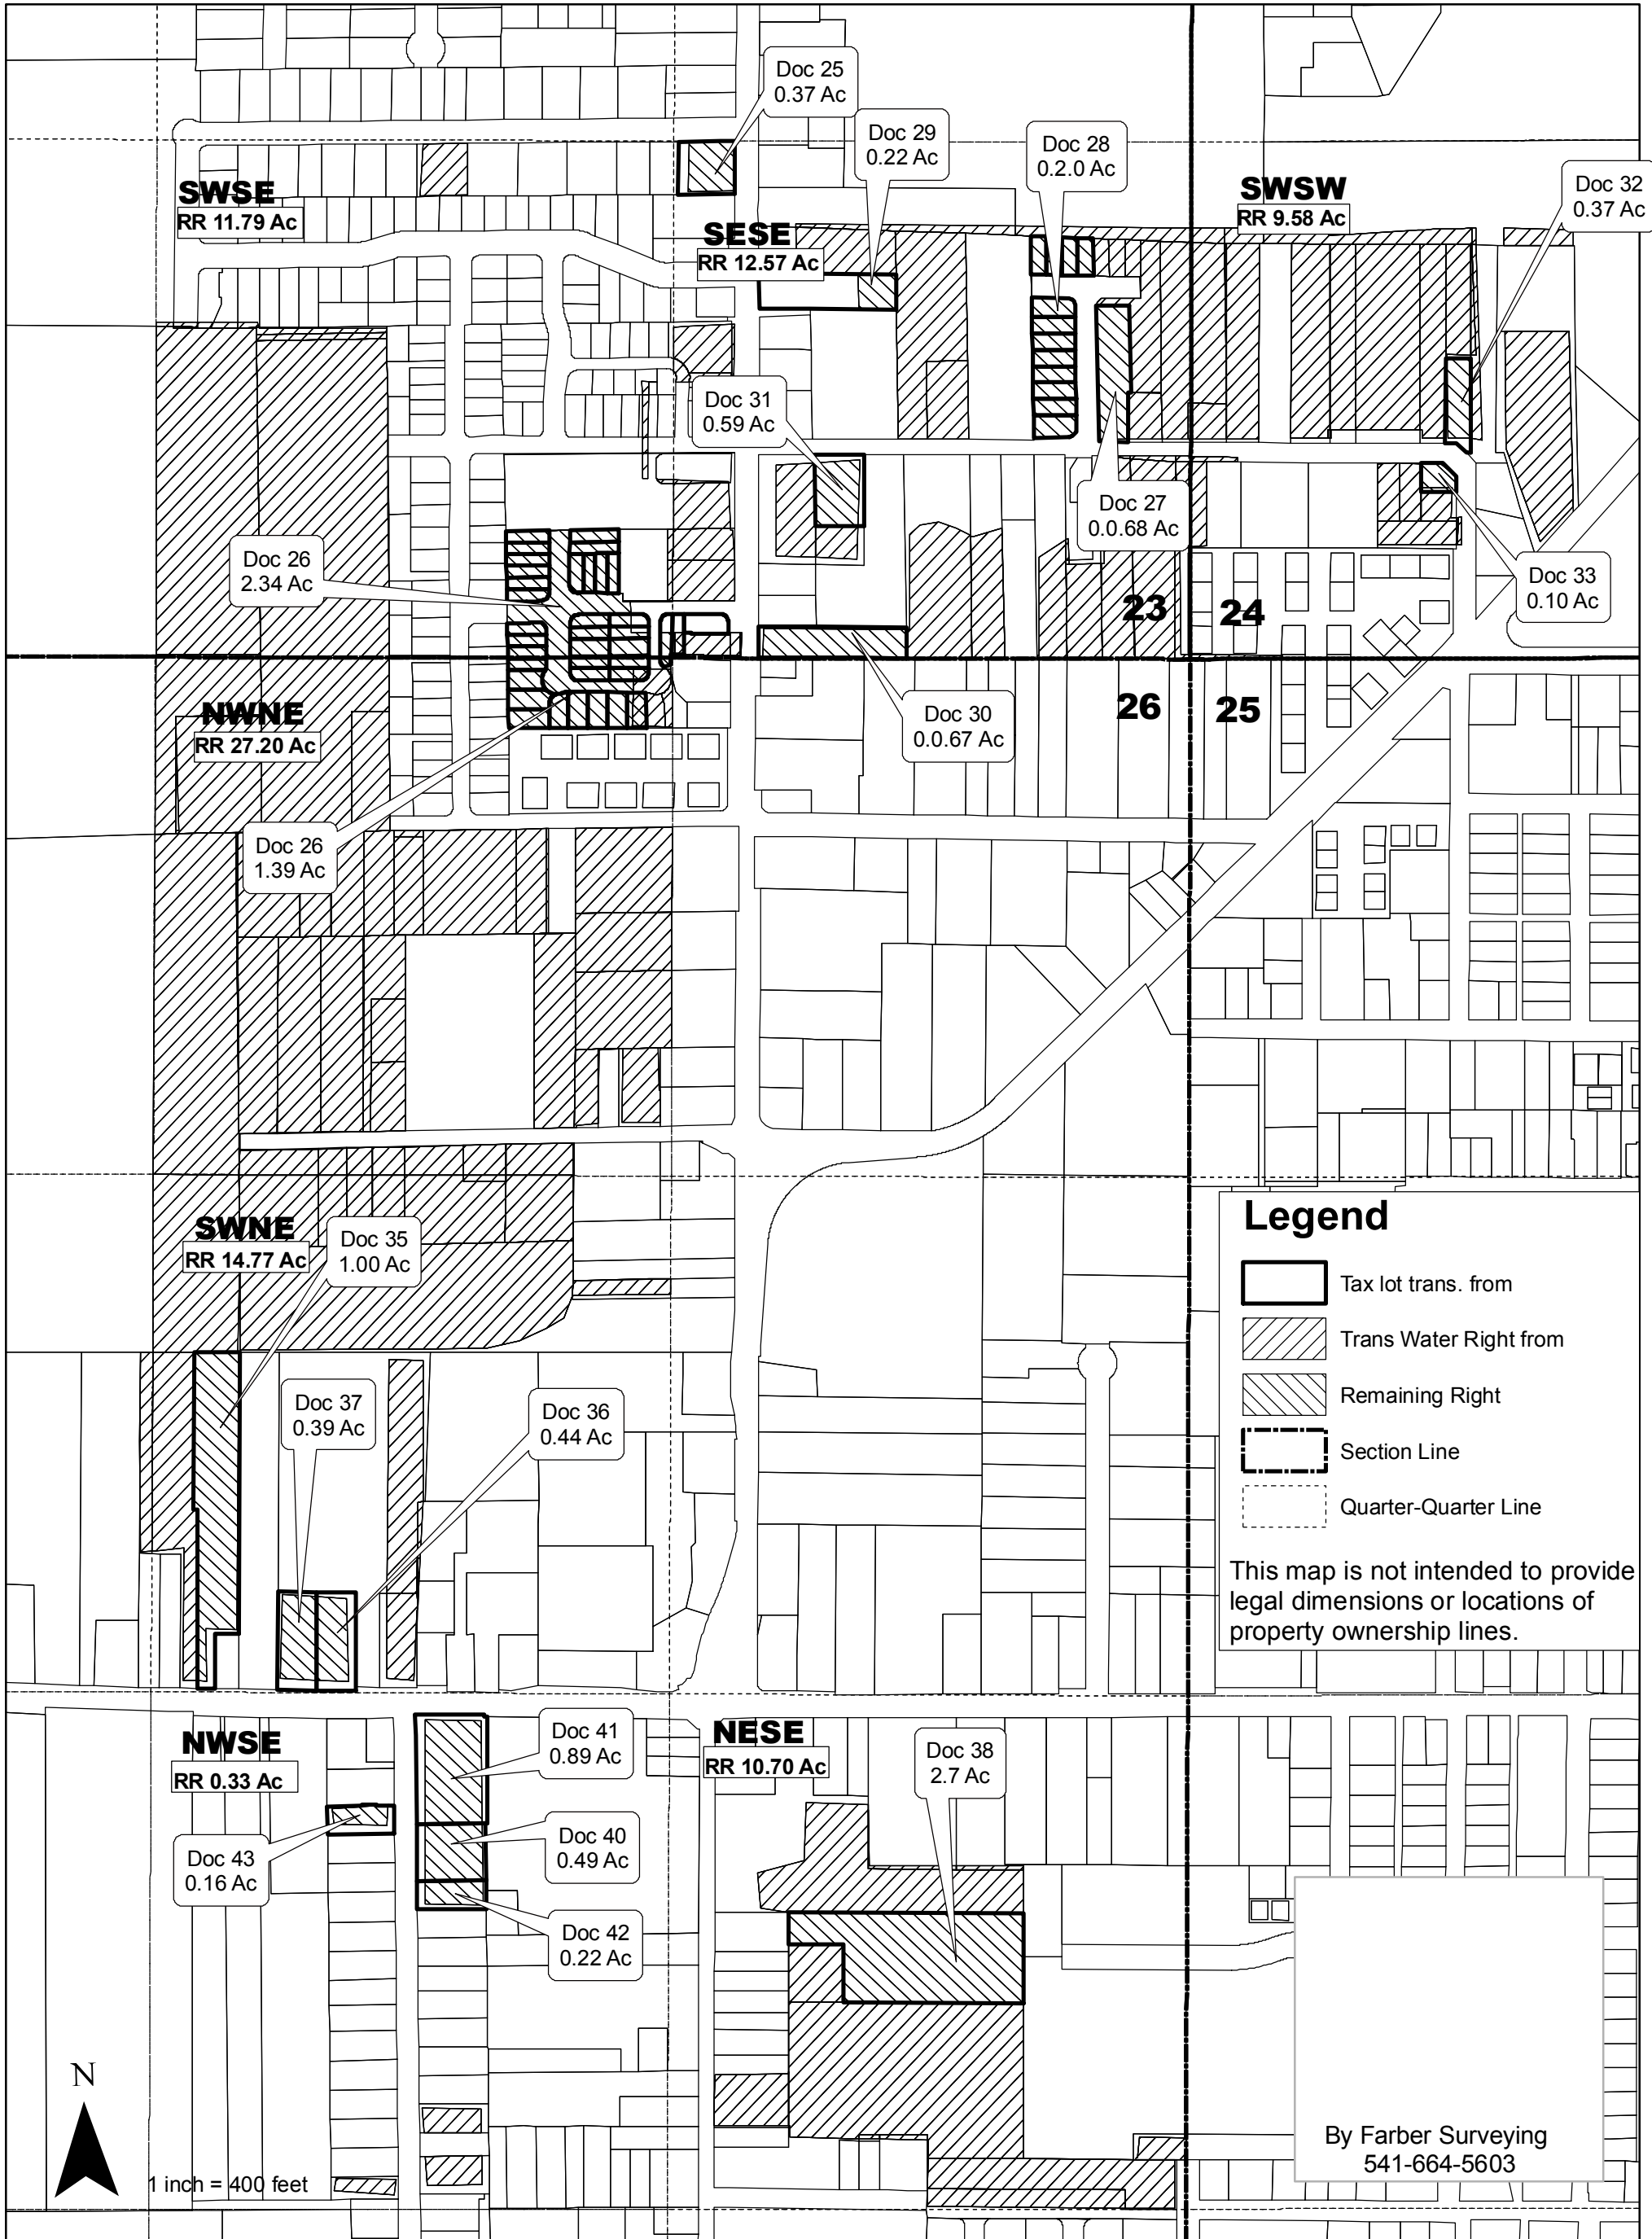 Doc 25
0.37 Ac
Doc 29
0.22 Ac
Doc 28
0.2.0 Ac
Doc 32
0.37 Ac
SWSE
RR 11.79 Ac
SWSW
RR 9.58 Ac
SESE
RR 12.57 Ac
Doc 31
0.59 Ac
Doc 27
0.0.68 Ac
Doc 26
2.34 Ac
Doc 33
0.10 Ac
23
24
26
25
NWNE
RR 27.20 Ac
Doc 30
0.0.67 Ac
Doc 26
1.39 Ac
SWNE
RR 14.77 Ac
Doc 35
1.00 Ac
Legend
Tax lot trans. from
Trans Water Right from
Remaining Right
Section Line
Quarter-Quarter Line
This map is not intended to provide
legal dimensions or locations of
property ownership lines.
Doc 37
0.39 Ac
Doc 36
0.44 Ac
NWSE
RR 0.33 Ac
Doc 41
0.89 Ac
NESE
RR 10.70 Ac
Doc 38
2.7 Ac
Doc 43
0.16 Ac
Doc 40
0.49 Ac
Doc 42
0.22 Ac
N
1 inch = 400 feet
By Farber Surveying
541-664-5603